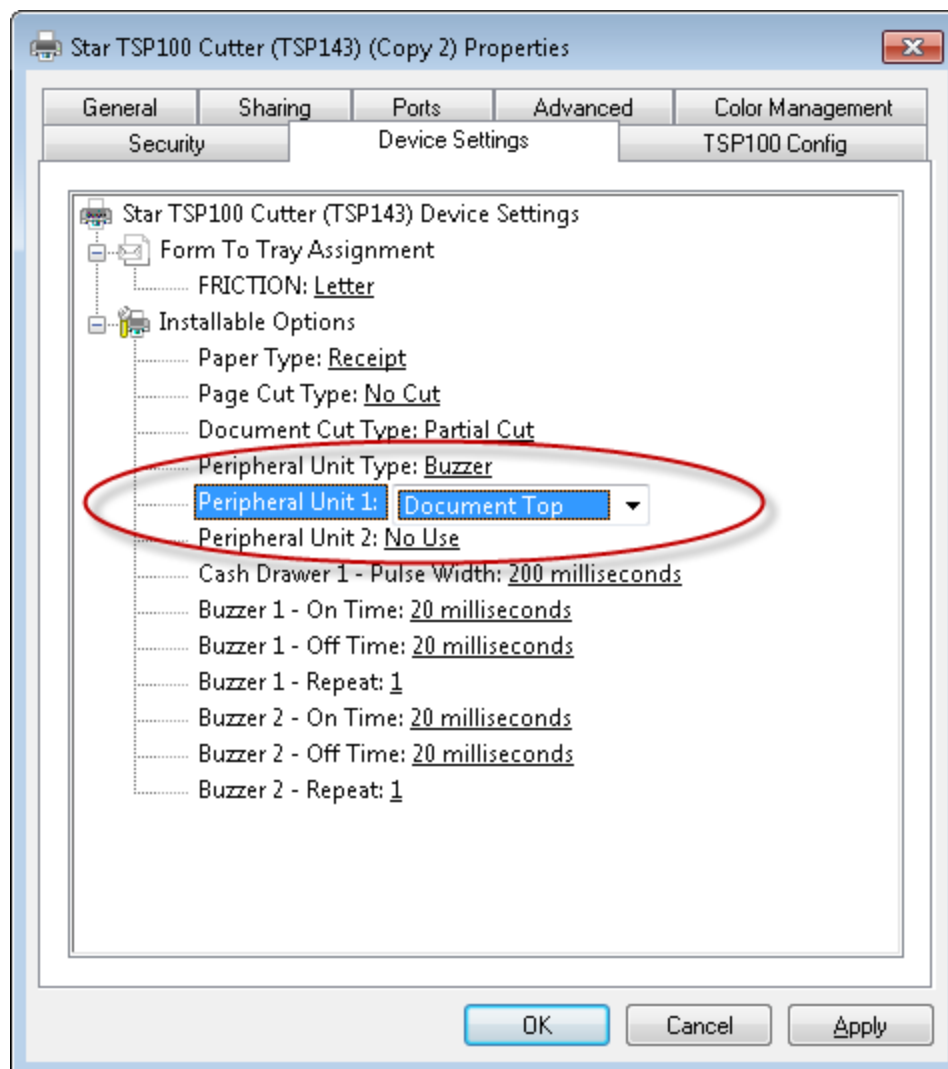 Star TSP100 Cutter (TSP143) (Copy 2) Properties
General Sharing Ports Advanced Color Management
Security Device Settings TSP100 Config
Star TSP100 Cutter (TSP143) Device Settings
Form To Tray Assignment
FRICTION: Letter
Installable Options
Paper Type: Receipt
Page Cut Type: No Cut
Document Cut Type: Partial Cut
Peripheral Unit Type: Buzzer
Peripheral Unit 1: Document Top
Peripheral Unit 2: No Use
Cash Drawer 1 - Pulse Width: 200 milliseconds
Buzzer 1 - On Time: 20 milliseconds
Buzzer 1 - Off Time: 20 milliseconds
Buzzer 1 - Repeat: 1
Buzzer 2 - On Time: 20 milliseconds
Buzzer 2 - Off Time: 20 milliseconds
Buzzer 2 - Repeat: 1
OK Cancel Apply